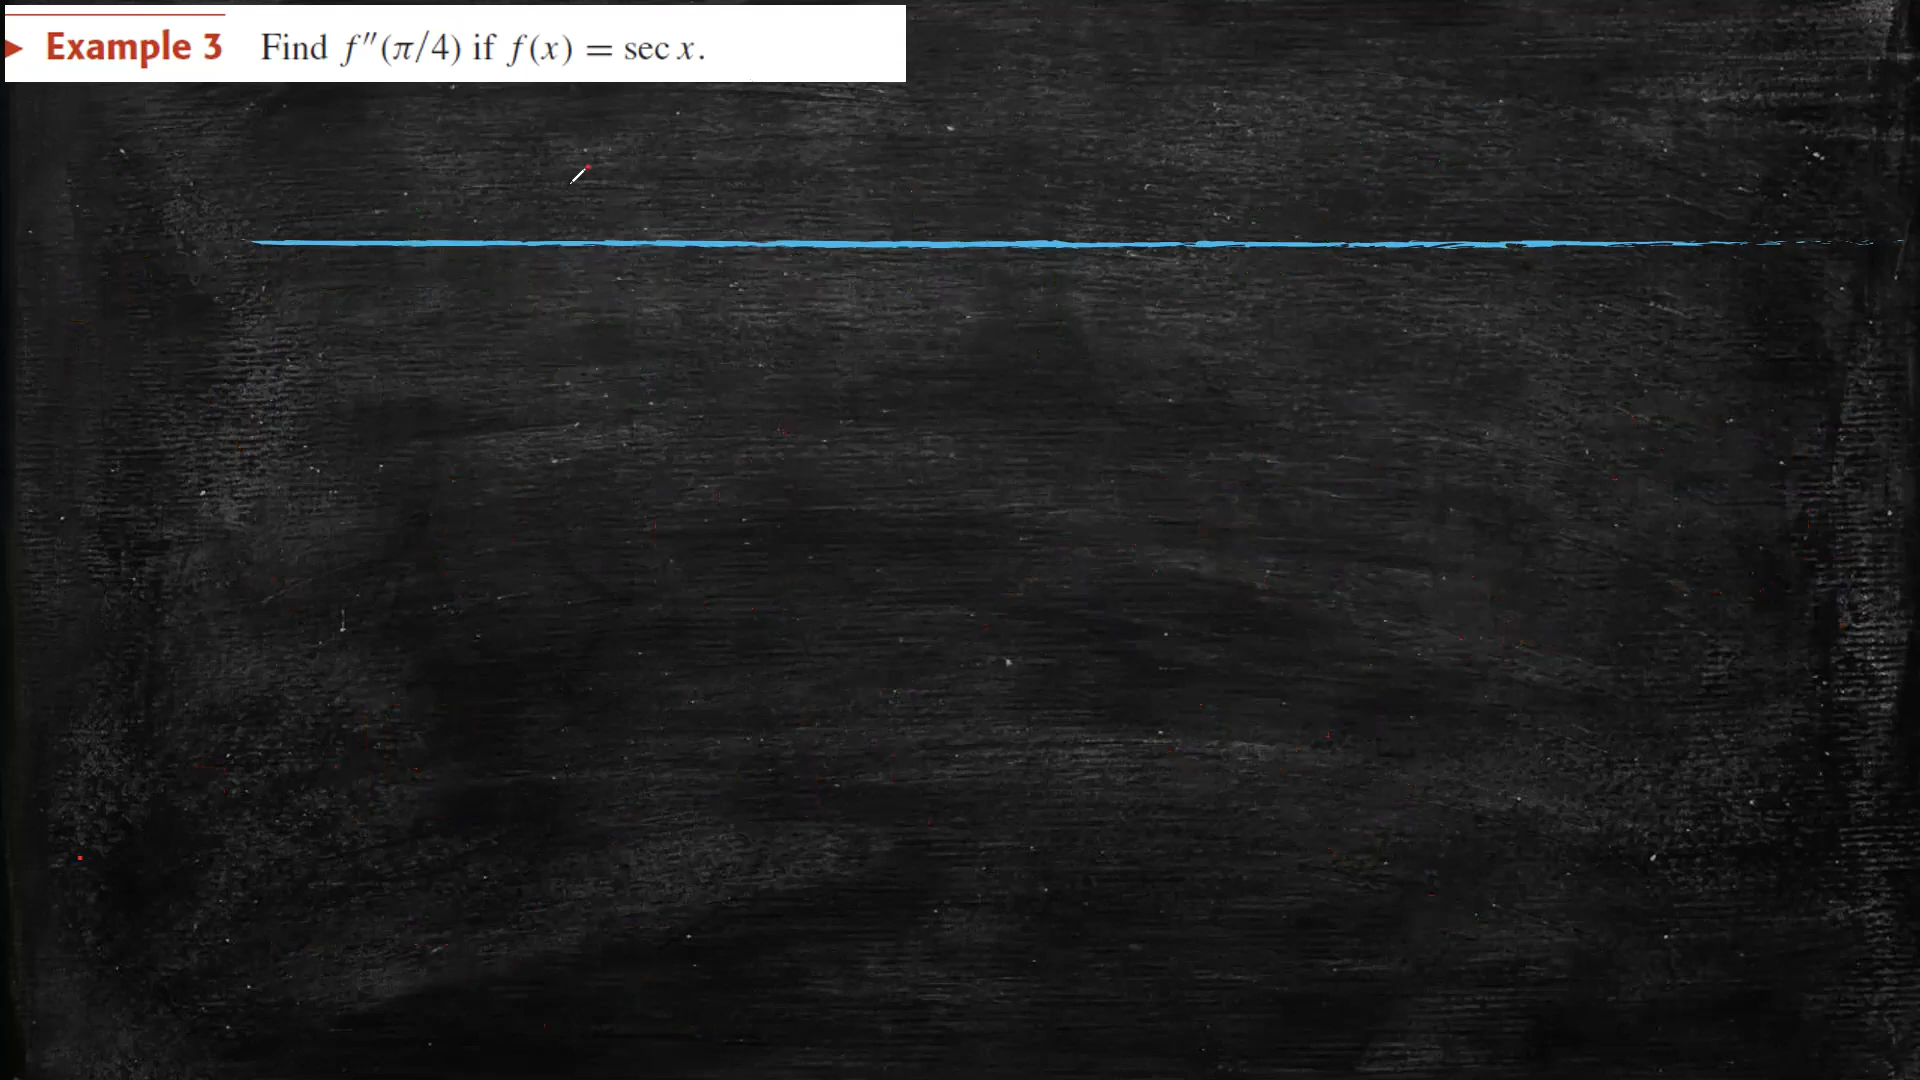 Example 3 Find f″(π/4) if f(x) = sec x.